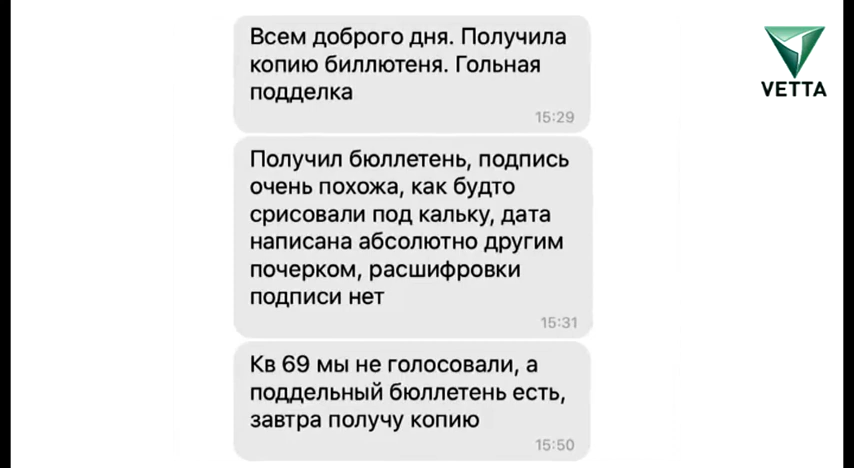 Всем доброго дня. Получила
копию биллютеня. Гольная
подделка
15:29
VETTA
Получил бюллетень, подпись
очень похожа, как будто
срисовали под кальку, дата
написана абсолютно другим
почерком, расшифровки
подписи нет
15:31
Кв 69 мы не голосовали, а
поддельный бюллетень есть,
завтра получу копию
15:50